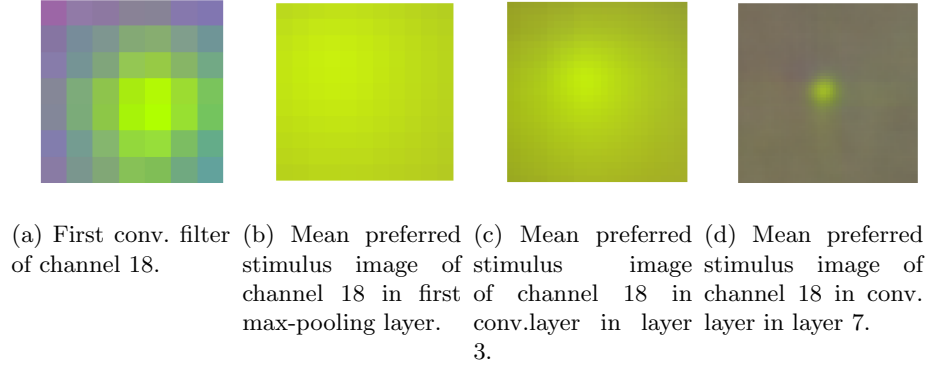 (a) First conv. filter
of channel 18.
(b) Mean preferred
stimulus image of
channel 18 in first
max-pooling layer.
(c) Mean preferred
stimulus image
of channel 18 in
conv.layer in layer
3.
(d) Mean preferred
stimulus image of
channel 18 in conv.
layer in layer 7.